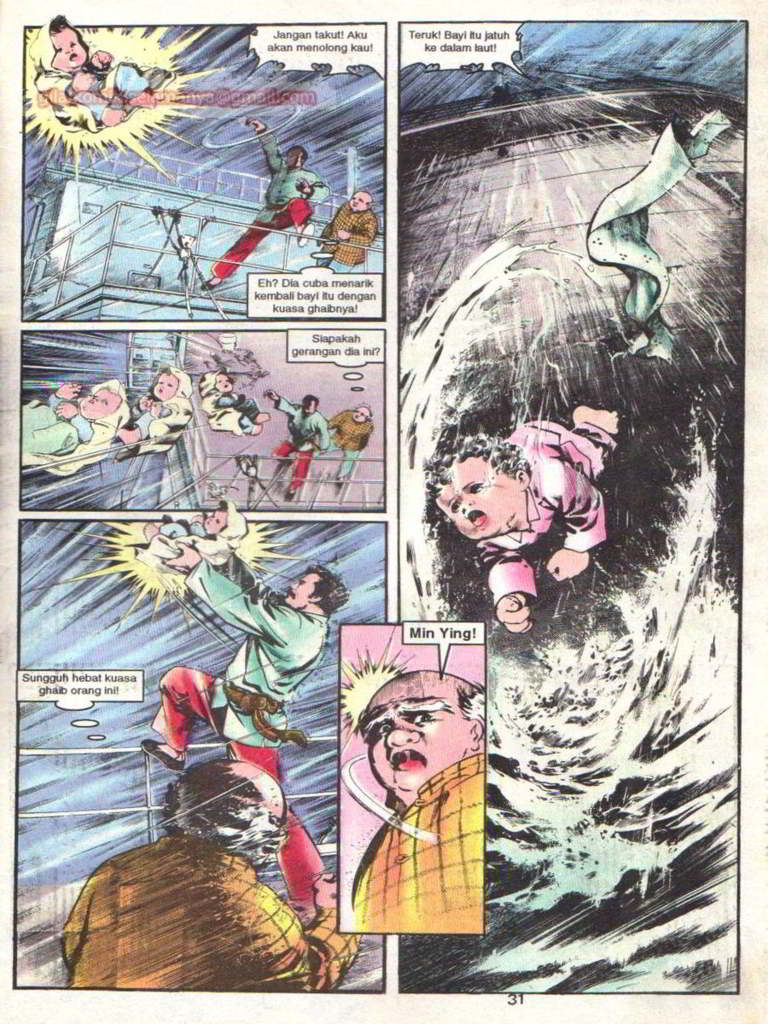 Jangan takut! Aku
akan menolong kau!
Eh? Dia cuba menarik
kembali bayi itu dengan
kuasa ghaibnya!
Siapakah
gerangan dia ini?
Sungguh hebat kuasa
ghaib orang ini!
Min Ying!
Teruk! Bayi itu jatuh
ke dalam laut!
31